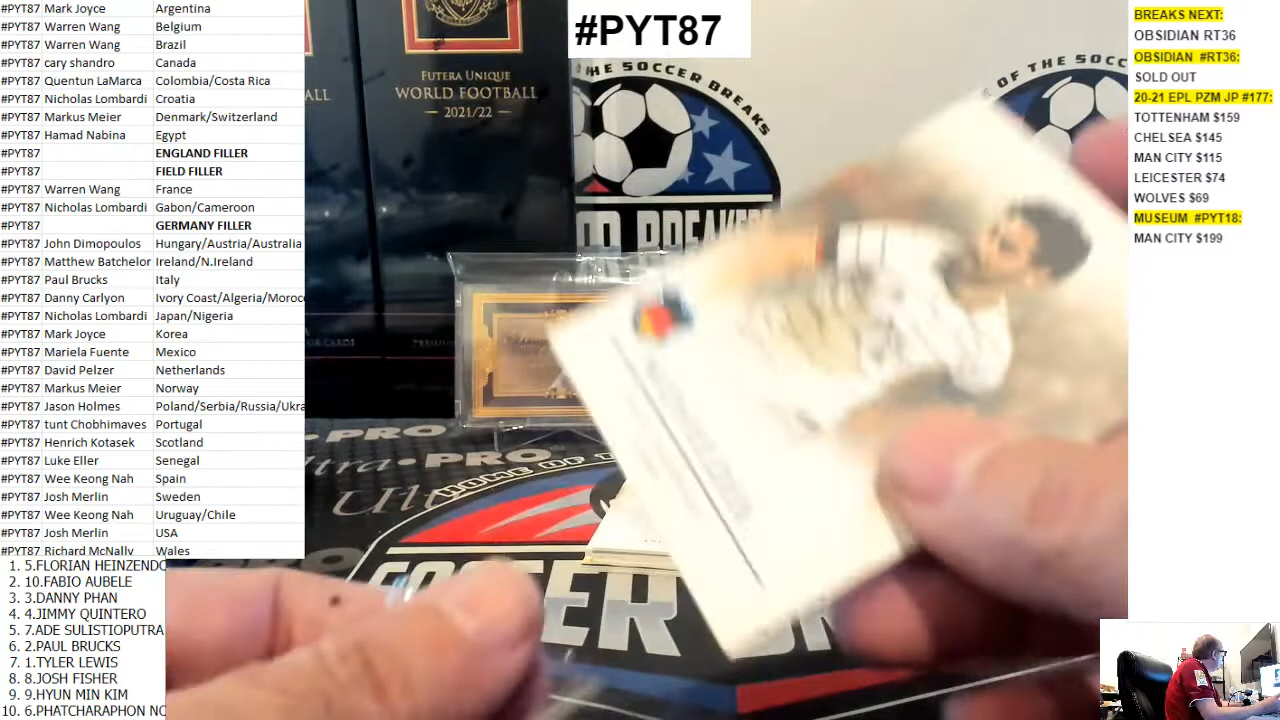 #PYT87 Mark Joyce Argentina
#PYT87 Warren Wang Belgium
#PYT87 Warren Wang Brazil
#PYT87 cary shandro Canada
#PYT87 Quentun LaMarca Colombia/Costa Rica
#PYT87 Nicholas Lombardi Croatia
#PYT87 Markus Meier Denmark/Switzerland
#PYT87 Hamad Nabina Egypt
#PYT87 ENGLAND FILLER
#PYT87 FIELD FILLER
#PYT87 Warren Wang France
#PYT87 Nicholas Lombardi Gabon/Cameroon
#PYT87 GERMANY FILLER
#PYT87 John Dimopoulos Hungary/Austria/Australia
#PYT87 Matthew Batchelor Ireland/N.Ireland
#PYT87 Paul Brucks Italy
#PYT87 Danny Carlyon Ivory Coast/Algeria/Moroc
#PYT87 Nicholas Lombardi Japan/Nigeria
#PYT87 Mark Joyce Korea
#PYT87 Mariela Fuente Mexico
#PYT87 David Pelzer Netherlands
#PYT87 Markus Meier Norway
#PYT87 Jason Holmes Poland/Serbia/Russia/Ukra
#PYT87 tunt Chobhimaves Portugal
#PYT87 Henrich Kotasek Scotland
#PYT87 Luke Eller Senegal
#PYT87 Wee Keong Nah Spain
#PYT87 Josh Merlin Sweden
#PYT87 Wee Keong Nah Uruguay/Chile
#PYT87 Josh Merlin USA
#PYT87 Richard McNally Wales
1. 5.FLORIAN HEINZENDO
2. 10.FABIO AUBELE
3. 3.DANNY PHAN
4. 4.JIMMY QUINTERO
5. 7.ADE SULISTIOPUTRA
6. 2.PAUL BRUCKS
7. 1.TYLER LEWIS
8. 8.JOSH FISHER
9. 9.HYUN MIN KIM
10. 6.PHATCHARAPHON NO
#PYT87
FUTERA UNIQUE
WORLD FOOTBALL
— 2021/22 —
THE SOCCER BREAKS
OF THE SOCC
BREAKER
PRO
Ultra•PRO
HOME OF
SOCCER
BREAKS NEXT:
OBSIDIAN RT36
OBSIDIAN #RT36:
SOLD OUT
20-21 EPL PZM JP #177:
TOTTENHAM $159
CHELSEA $145
MAN CITY $115
LEICESTER $74
WOLVES $69
MUSEUM #PYT18:
MAN CITY $199